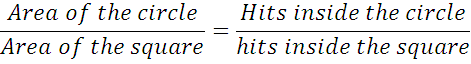 Area of the circle / Area of the square = Hits inside the circle / hits inside the square